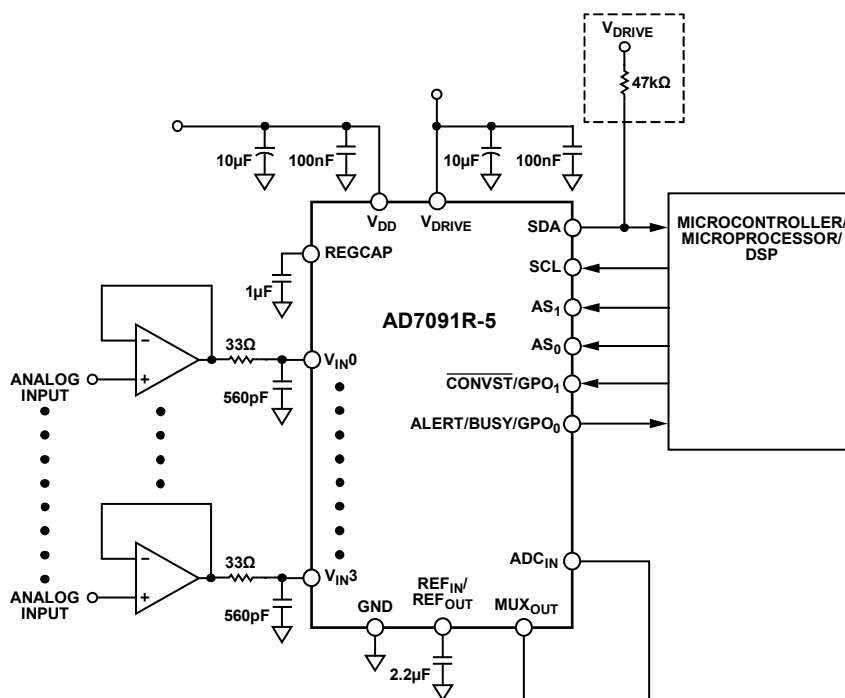 VDRIVE
47kΩ
10µF
100nF
10µF
100nF
VDD
VDRIVE
REGCAP
1µF
AD7091R-5
SDA
SCL
AS1
AS0
CONVST/GPO1
ALERT/BUSY/GPO0
MICROCONTROLLER/
MICROPROCESSOR/
DSP
33Ω
VIN0
560pF
ANALOG
INPUT
33Ω
VIN3
560pF
ANALOG
INPUT
ADCIN
GND
REFIN/
REFOUT
MUXOUT
2.2µF